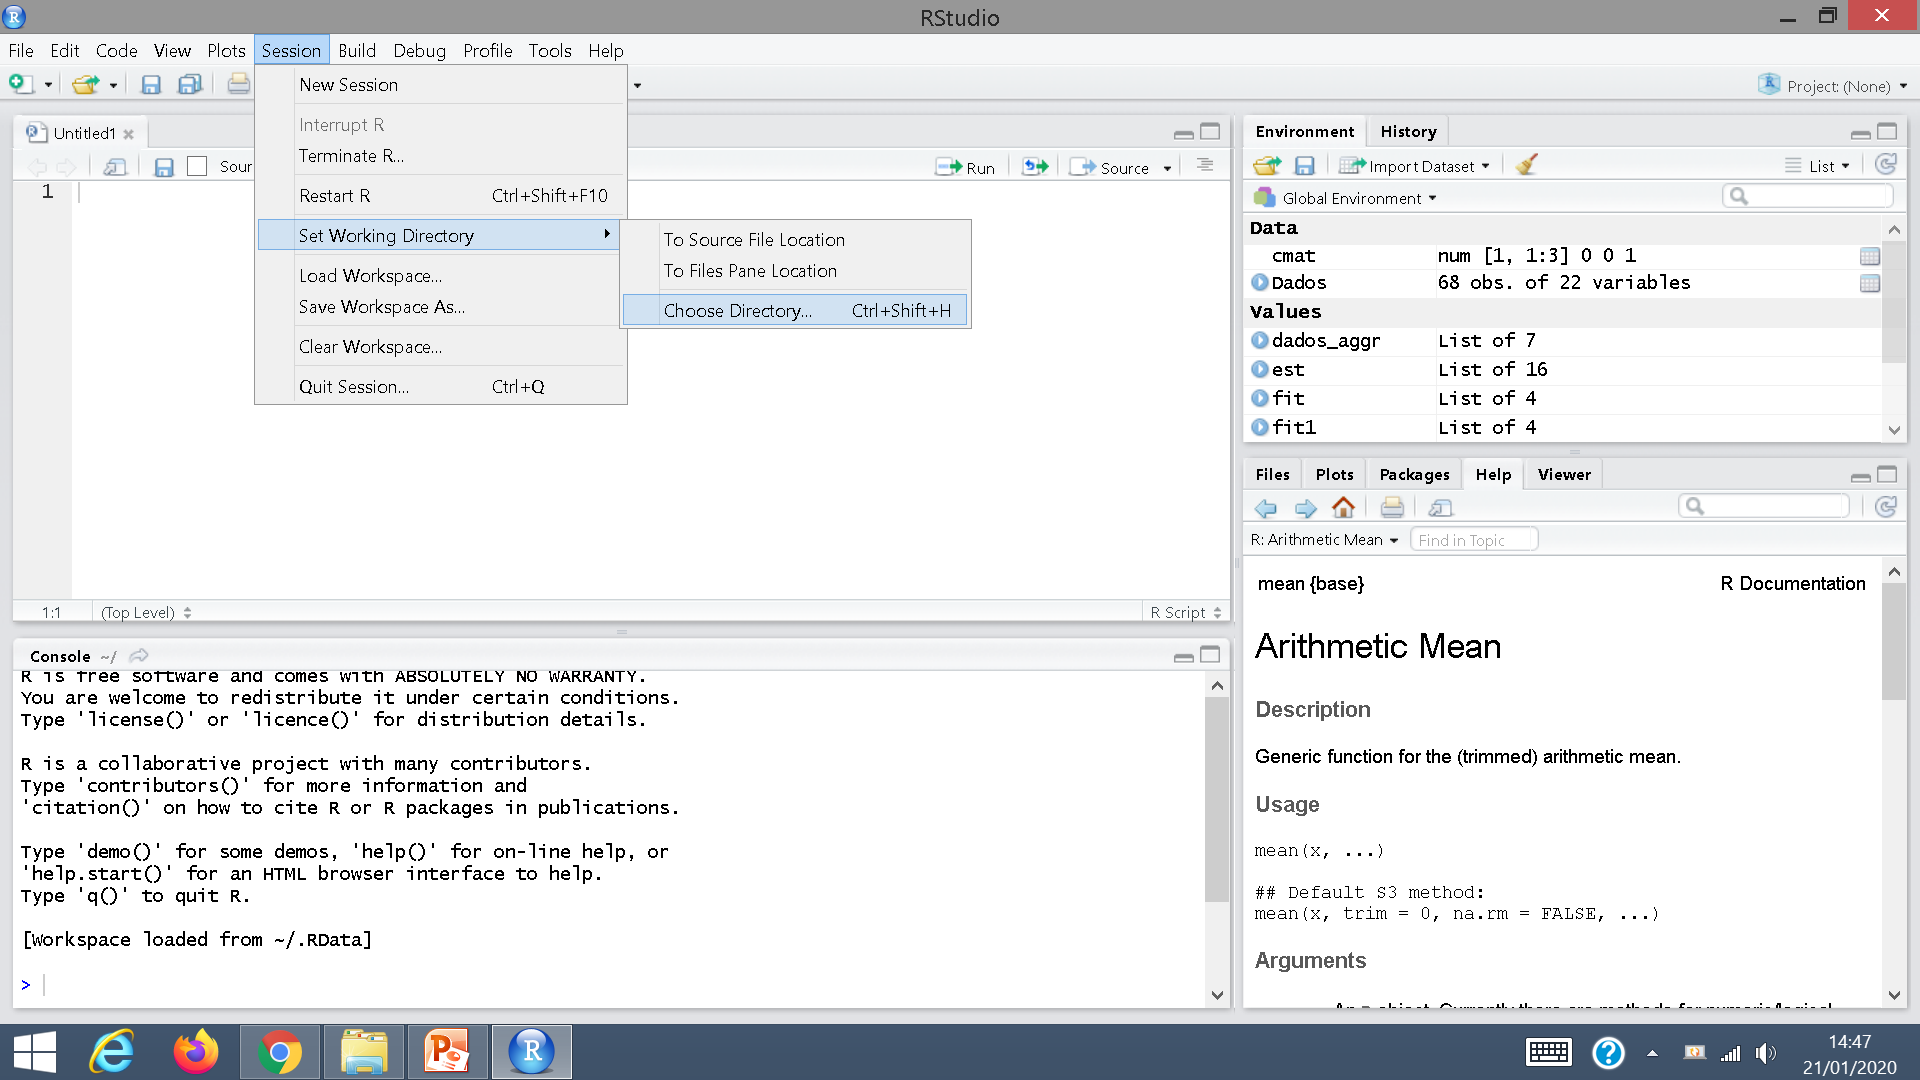 RStudio
File Edit Code View Plots Session Build Debug Profile Tools Help
Project: (None)
New Session
Interrupt R
Terminate R...
Restart R Ctrl+Shift+F10
Set Working Directory
Load Workspace...
Save Workspace As...
Clear Workspace...
Quit Session... Ctrl+Q
To Source File Location
To Files Pane Location
Choose Directory... Ctrl+Shift+H
Untitled1
Sour
Run
Source
1
1:1 (Top Level) R Script
Console ~/
R is free software and comes with ABSOLUTELY NO WARRANTY.
You are welcome to redistribute it under certain conditions.
Type 'license()' or 'licence()' for distribution details.
R is a collaborative project with many contributors.
Type 'contributors()' for more information and
'citation()' on how to cite R or R packages in publications.
Type 'demo()' for some demos, 'help()' for on-line help, or
'help.start()' for an HTML browser interface to help.
Type 'q()' to quit R.
[Workspace loaded from ~/.RData]
>
Environment History
Import Dataset List
Global Environment
Data
cmat num [1, 1:3] 0 0 1
Dados 68 obs. of 22 variables
Values
dados_aggr List of 7
est List of 16
fit List of 4
fit1 List of 4
Files Plots Packages Help Viewer
R: Arithmetic Mean Find in Topic
mean {base} R Documentation
Arithmetic Mean
Description
Generic function for the (trimmed) arithmetic mean.
Usage
mean(x, ...)
## Default S3 method:
mean(x, trim = 0, na.rm = FALSE, ...)
Arguments
An R object. Currently there are methods for numeric/logical
14:47
21/01/2020